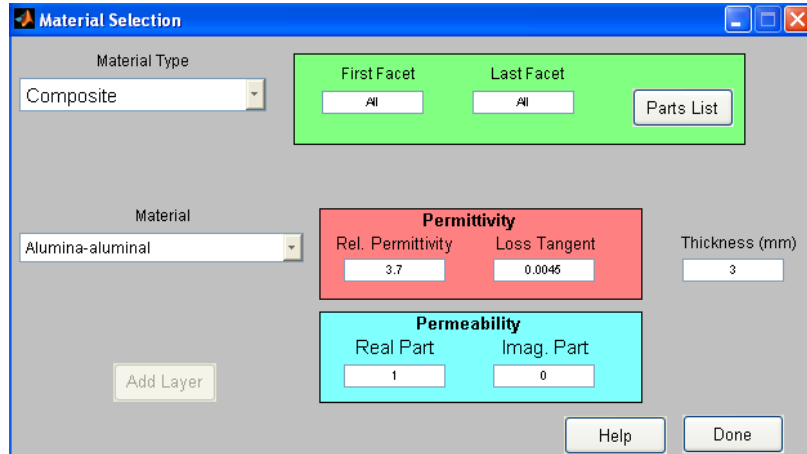 Material Selection
Material Type
Composite
First Facet
Last Facet
All
All
Parts List
Material
Alumina-aluminal
Permittivity
Rel. Permittivity
Loss Tangent
3.7
0.0045
Thickness (mm)
3
Permeability
Real Part
Imag. Part
1
0
Add Layer
Help
Done